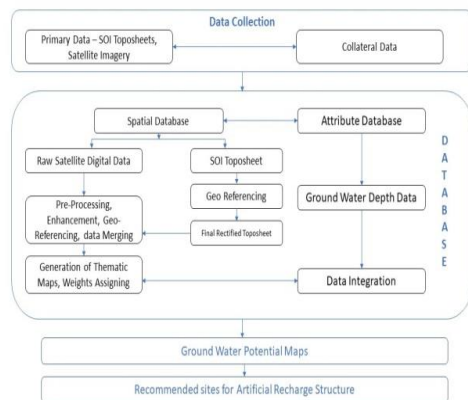 Data Collection
Primary Data – SOI Toposheets,
Satellite Imagery
Collateral Data
Spatial Database
Attribute Database
Raw Satellite Digital Data
SOI Toposheet
Pre-Processing,
Enhancement, Geo-
Referencing, data Merging
Geo Referencing
Final Rectified Toposheet
Ground Water Depth Data
Generation of Thematic
Maps, Weights Assigning
Data Integration
D
A
T
A
B
A
S
E
Ground Water Potential Maps
Recommended sites for Artificial Recharge Structure